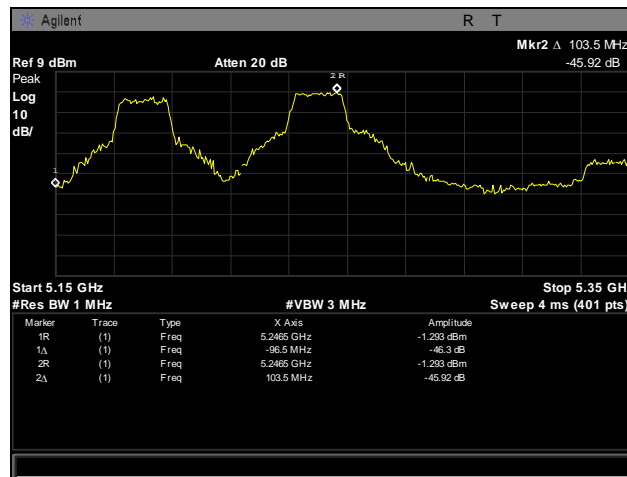 Agilent R T
Mkr2 Δ 103.5 MHz
Ref 9 dBm Atten 20 dB -45.92 dB
Peak
Log
10
dB/
2R
1
Start 5.15 GHz Stop 5.35 GH
#Res BW 1 MHz #VBW 3 MHz Sweep 4 ms (401 pts)
Marker Trace Type X Axis Amplitude
1R (1) Freq 5.2465 GHz -1.293 dBm
1Δ (1) Freq -96.5 MHz -46.3 dB
2R (1) Freq 5.2465 GHz -1.293 dBm
2Δ (1) Freq 103.5 MHz -45.92 dB